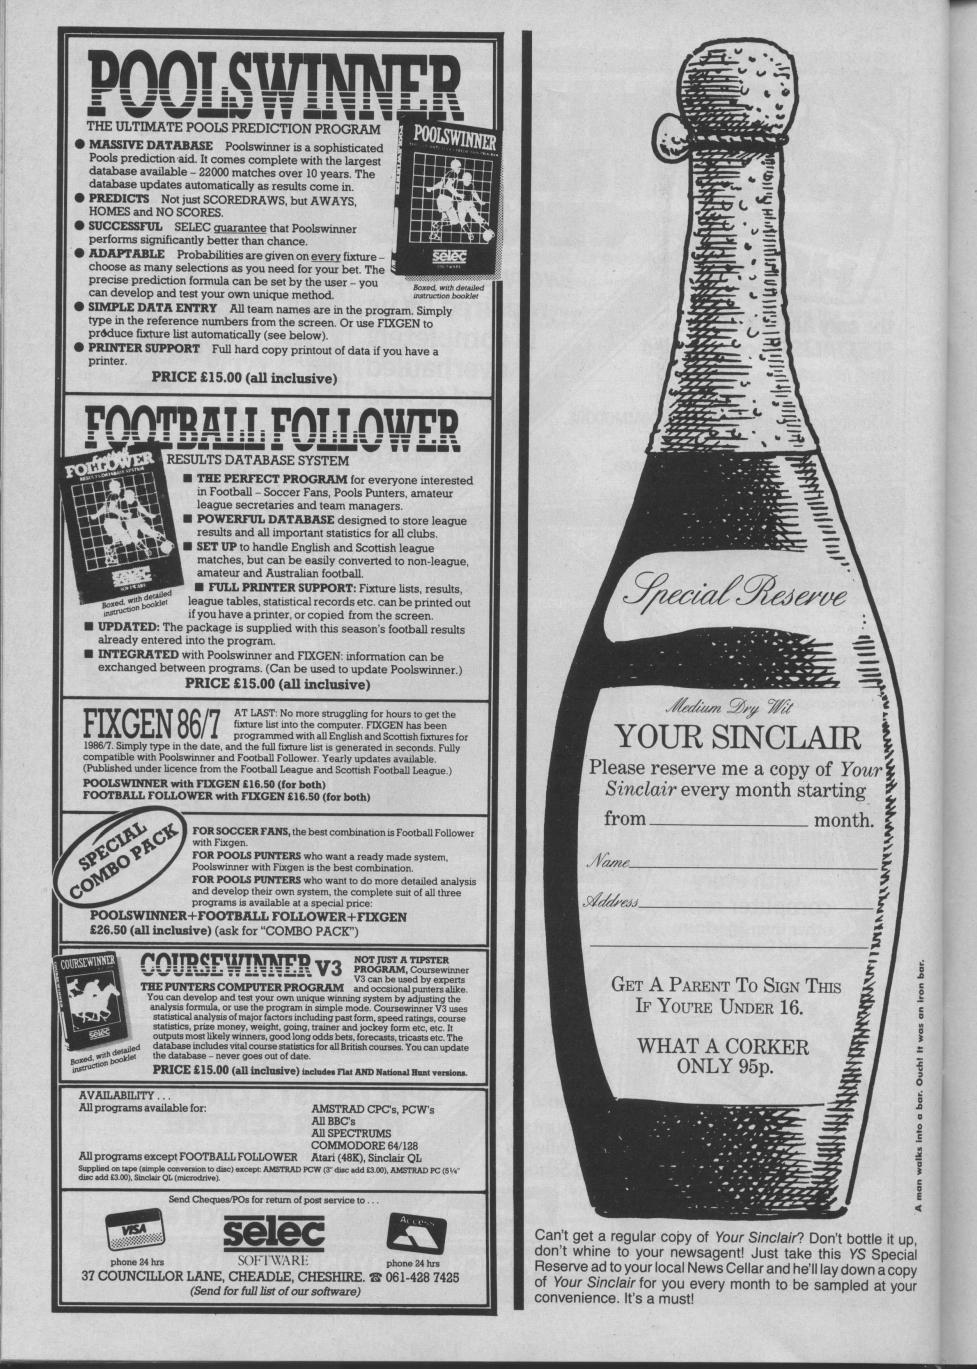 POOLSWINNER
THE ULTIMATE POOLS PREDICTION PROGRAM
● MASSIVE DATABASE Poolswinner is a sophisticated
Pools prediction aid. It comes complete with the largest
database available – 22000 matches over 10 years. The
database updates automatically as results come in.
● PREDICTS Not just SCOREDRAWS, but AWAYS,
HOMES and NO SCORES.
● SUCCESSFUL SELEC guarantee that Poolswinner
performs significantly better than chance.
● ADAPTABLE Probabilities are given on every fixture –
choose as many selections as you need for your bet. The
precise prediction formula can be set by the user – you
can develop and test your own unique method.
● SIMPLE DATA ENTRY All team names are in the program. Simply
type in the reference numbers from the screen. Or use FIXGEN to
produce fixture list automatically (see below).
● PRINTER SUPPORT Full hard copy printout of data if you have a
printer.
PRICE £15.00 (all inclusive)
POOLSWINNER
selec
SOFTWARE
Boxed, with detailed
instruction booklet
FOOTBALL FOLLOWER
RESULTS DATABASE SYSTEM
football
FOLLOWER
RESULTS DATABASE SYSTEM
selec
SOFTWARE
Boxed, with detailed
instruction booklet
■ THE PERFECT PROGRAM for everyone interested
in Football – Soccer Fans, Pools Punters, amateur
league secretaries and team managers.
■ POWERFUL DATABASE designed to store league
results and all important statistics for all clubs.
■ SET UP to handle English and Scottish league
matches, but can be easily converted to non-league,
amateur and Australian football.
■ FULL PRINTER SUPPORT: Fixture lists, results,
league tables, statistical records etc. can be printed out
if you have a printer, or copied from the screen.
■ UPDATED: The package is supplied with this season's football results
already entered into the program.
■ INTEGRATED with Poolswinner and FIXGEN: information can be
exchanged between programs. (Can be used to update Poolswinner.)
PRICE £15.00 (all inclusive)
FIXGEN 86/7
AT LAST: No more struggling for hours to get the
fixture list into the computer. FIXGEN has been
programmed with all English and Scottish fixtures for
1986/7. Simply type in the date, and the full fixture list is generated in seconds. Fully
compatible with Poolswinner and Football Follower. Yearly updates available.
(Published under licence from the Football League and Scottish Football League.)
POOLSWINNER with FIXGEN £16.50 (for both)
FOOTBALL FOLLOWER with FIXGEN £16.50 (for both)
SPECIAL
COMBO PACK
FOR SOCCER FANS, the best combination is Football Follower
with Fixgen.
FOR POOLS PUNTERS who want a ready made system,
Poolswinner with Fixgen is the best combination.
FOR POOLS PUNTERS who want to do more detailed analysis
and develop their own system, the complete suit of all three
programs is available at a special price:
POOLSWINNER+FOOTBALL FOLLOWER+FIXGEN
£26.50 (all inclusive) (ask for "COMBO PACK")
COURSEWINNER
selec
Boxed, with detailed
instruction booklet
COURSEWINNER V3
THE PUNTERS COMPUTER PROGRAM
NOT JUST A TIPSTER
PROGRAM, Coursewinner
V3 can be used by experts
and occsional punters alike.
You can develop and test your own unique winning system by adjusting the
analysis formula, or use the program in simple mode. Coursewinner V3 uses
statistical analysis of major factors including past form, speed ratings, course
statistics, prize money, weight, going, trainer and jockey form etc, etc. It
outputs most likely winners, good long odds bets, forecasts, tricasts etc. The
database includes vital course statistics for all British courses. You can update
the database – never goes out of date.
PRICE £15.00 (all inclusive) includes Flat AND National Hunt versions.
AVAILABILITY . . .
All programs available for:
AMSTRAD CPC's, PCW's
All BBC's
All SPECTRUMS
COMMODORE 64/128
All programs except FOOTBALL FOLLOWER Atari (48K), Sinclair QL
Supplied on tape (simple conversion to disc) except: AMSTRAD PCW (3" disc add £3.00), AMSTRAD PC (5¼"
disc add £3.00), Sinclair QL (microdrive).
Send Cheques/POs for return of post service to . . .
VISA
phone 24 hrs
selec
SOFTWARE
Access
phone 24 hrs
37 COUNCILLOR LANE, CHEADLE, CHESHIRE. ☎ 061-428 7425
(Send for full list of our software)
Special Reserve
Medium Dry Wit
YOUR SINCLAIR
Please reserve me a copy of Your
Sinclair every month starting
from ________ month.
Name
Address
GET A PARENT TO SIGN THIS
IF YOU'RE UNDER 16.
WHAT A CORKER
ONLY 95p.
A man walks into a bar. Ouch! It was an iron bar.
Can't get a regular copy of Your Sinclair? Don't bottle it up,
don't whine to your newsagent! Just take this YS Special
Reserve ad to your local News Cellar and he'll lay down a copy
of Your Sinclair for you every month to be sampled at your
convenience. It's a must!